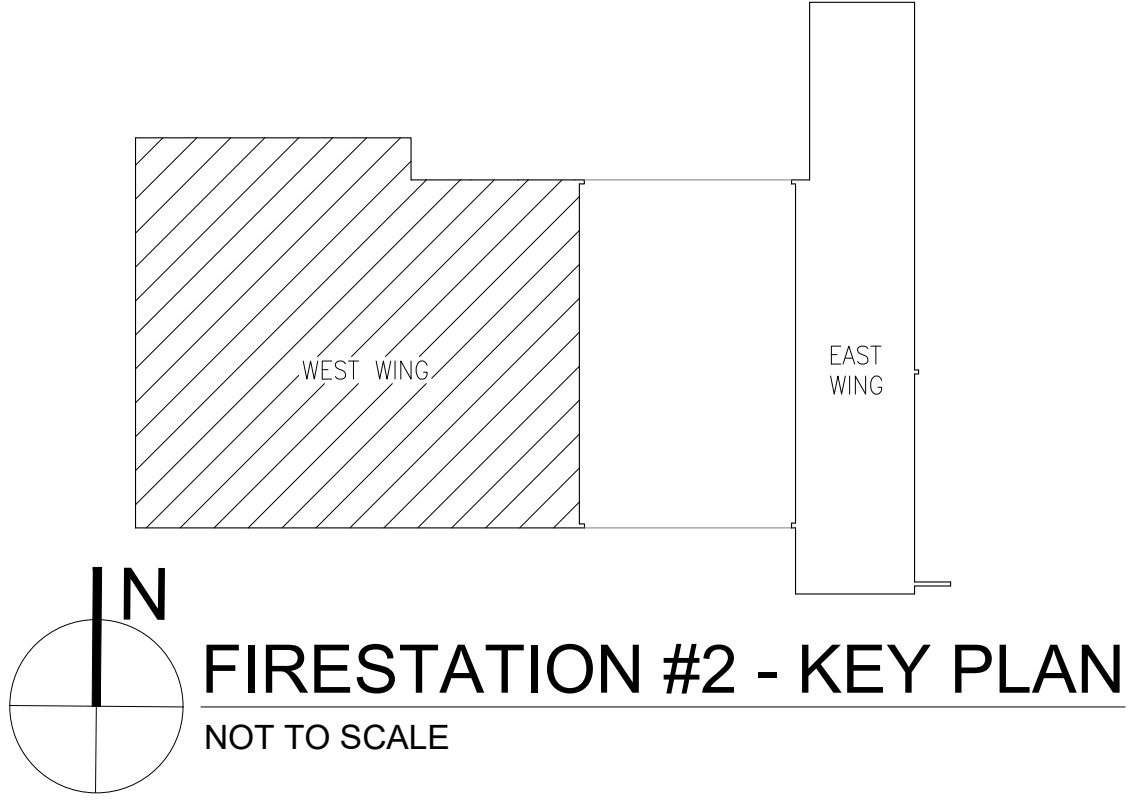 WEST WING
EAST
WING
N
FIRESTATION #2 - KEY PLAN
NOT TO SCALE